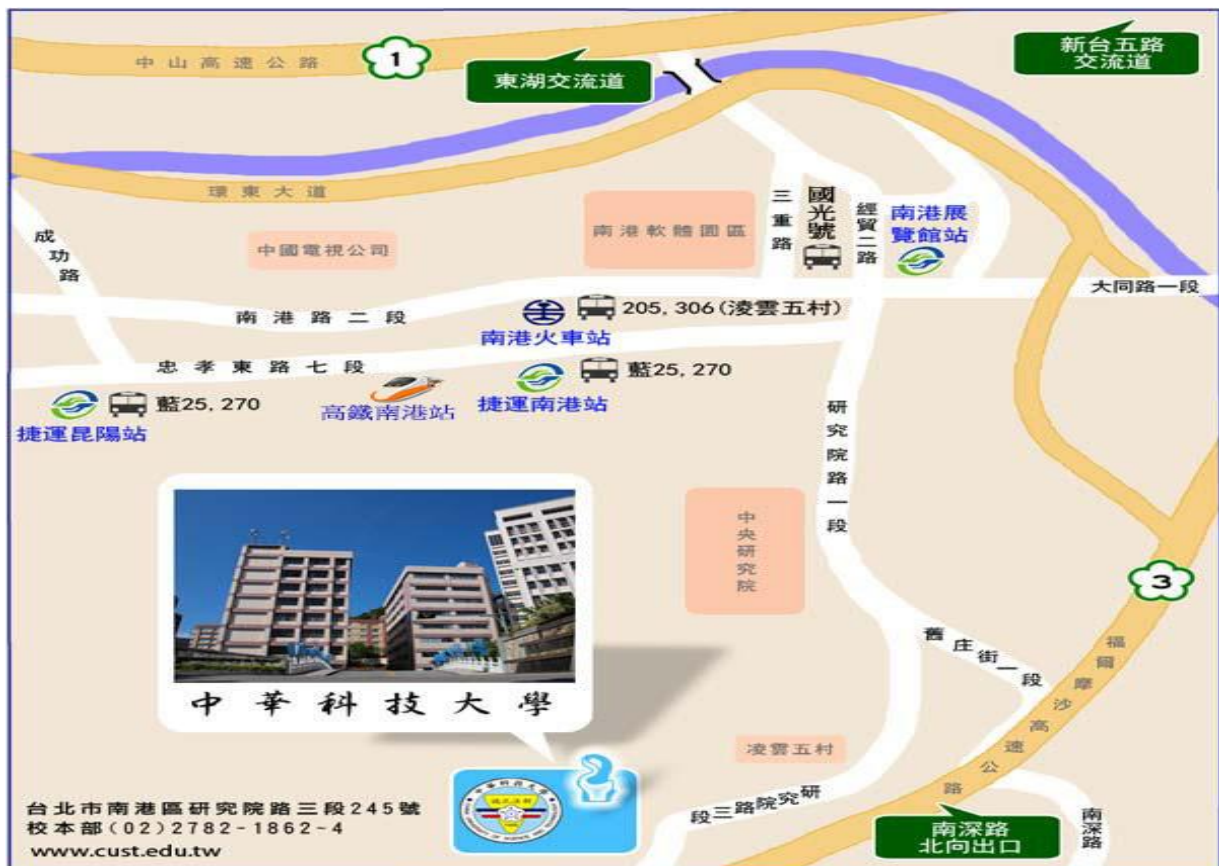 中山高速公路
1
東湖交流道
新台五路
交流道
環東大道
成功路
中國電視公司
南港軟體園區
三重路
國光號
經貿二路
南港展
覽館站
大同路一段
南港路二段
205, 306(淩雲五村)
南港火車站
忠孝東路七段
藍25, 270
捷運昆陽站
高鐵南港站
藍25, 270
捷運南港站
研究院路一段
中央研究院
3
舊庄街一段
福爾摩沙高速公路
中華科技大學
凌雲五村
研究院路三段
南深路
北向出口
南深路
台北市南港區研究院路三段245號
校本部(02)2782-1862-4
www.cust.edu.tw